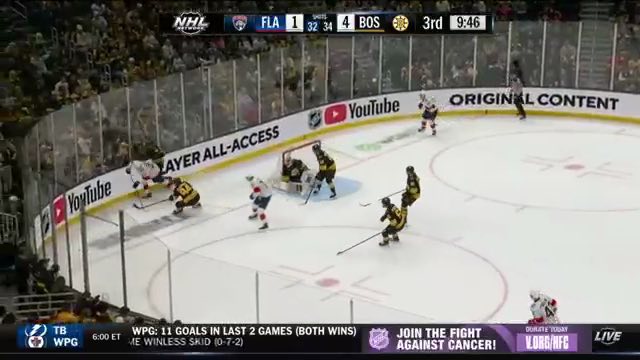 NHL NETWORK FLA 1 SHOTS 32 34 4 BOS 3rd 9:46
YouTube ORIGINAL CONTENT
AYER ALL-ACCESS
YouTube
TB WPG 6:00 ET WPG: 11 GOALS IN LAST 2 GAMES (BOTH WINS)
ME WINLESS SKID (0-7-2)
JOIN THE FIGHT AGAINST CANCER!
DONATE TODAY
LIVE